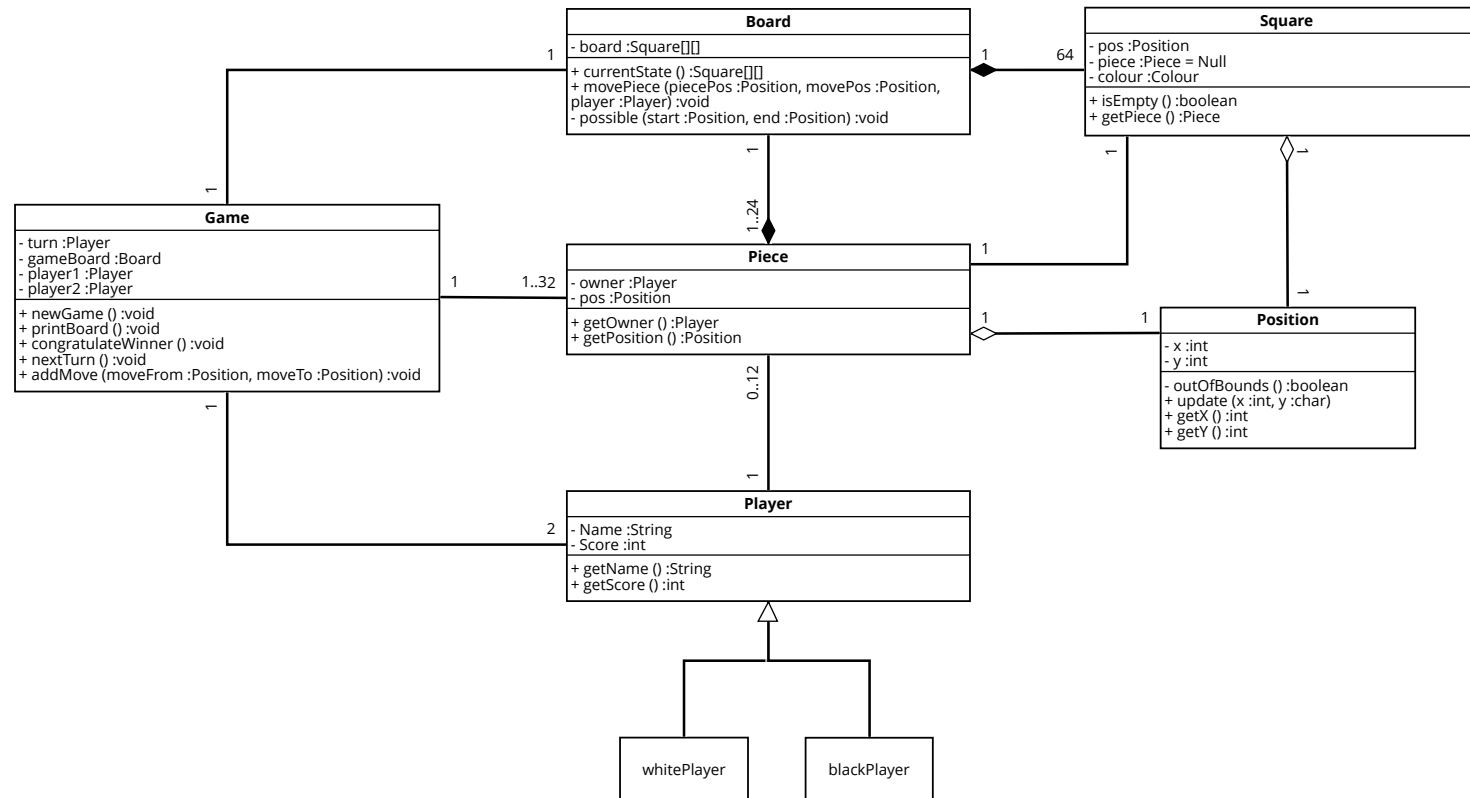 Board
- board :Square[][]
+ currentState () :Square[][]
+ movePiece (piecePos :Position, movePos :Position,
player :Player) :void
- possible (start :Position, end :Position) :void
1
1
64
1
1..24
Square
- pos :Position
- piece :Piece = Null
- colour :Colour
+ isEmpty () :boolean
+ getPiece () :Piece
1
1
1
Game
- turn :Player
- gameBoard :Board
- player1 :Player
- player2 :Player
+ newGame () :void
+ printBoard () :void
+ congratulateWinner () :void
+ nextTurn () :void
+ addMove (moveFrom :Position, moveTo :Position) :void
1
1..32
1
2
Piece
- owner :Player
- pos :Position
+ getOwner () :Player
+ getPosition () :Position
1
1
1
0..12
1
Position
- x :int
- y :int
- outOfBounds () :boolean
+ update (x :int, y :char)
+ getX () :int
+ getY () :int
1
Player
- Name :String
- Score :int
+ getName () :String
+ getScore () :int
whitePlayer
blackPlayer